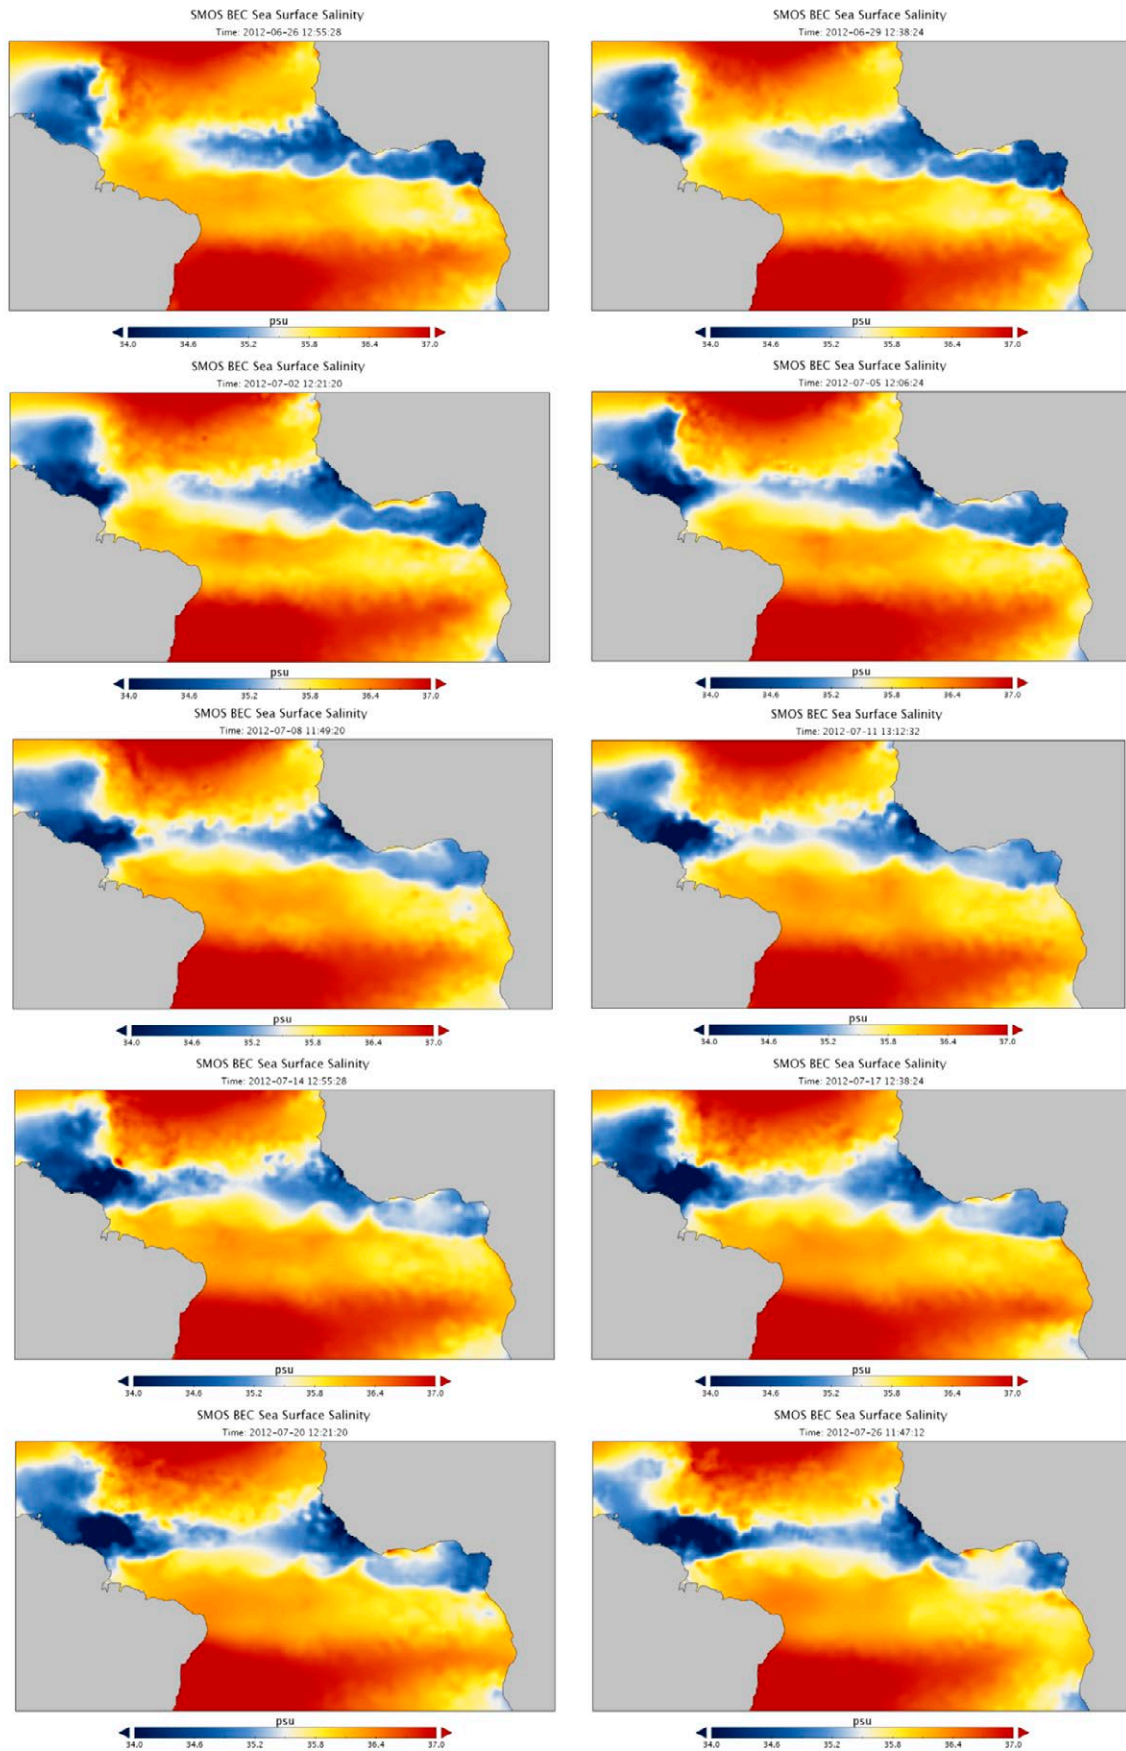 SMOS BEC Sea Surface Salinity
Time: 2012-06-26 12:55:28
psu
34.0 34.6 35.2 35.8 36.4 37.0
SMOS BEC Sea Surface Salinity
Time: 2012-06-29 12:38:24
psu
34.0 34.6 35.2 35.8 36.4 37.0
SMOS BEC Sea Surface Salinity
Time: 2012-07-02 12:21:20
psu
34.0 34.6 35.2 35.8 36.4 37.0
SMOS BEC Sea Surface Salinity
Time: 2012-07-05 12:06:24
psu
34.0 34.6 35.2 35.8 36.4 37.0
SMOS BEC Sea Surface Salinity
Time: 2012-07-08 11:49:20
psu
34.0 34.6 35.2 35.8 36.4 37.0
SMOS BEC Sea Surface Salinity
Time: 2012-07-11 13:12:32
psu
34.0 34.6 35.2 35.8 36.4 37.0
SMOS BEC Sea Surface Salinity
Time: 2012-07-14 12:55:28
psu
34.0 34.6 35.2 35.8 36.4 37.0
SMOS BEC Sea Surface Salinity
Time: 2012-07-17 12:38:24
psu
34.0 34.6 35.2 35.8 36.4 37.0
SMOS BEC Sea Surface Salinity
Time: 2012-07-20 12:21:20
psu
34.0 34.6 35.2 35.8 36.4 37.0
SMOS BEC Sea Surface Salinity
Time: 2012-07-26 11:47:12
psu
34.0 34.6 35.2 35.8 36.4 37.0